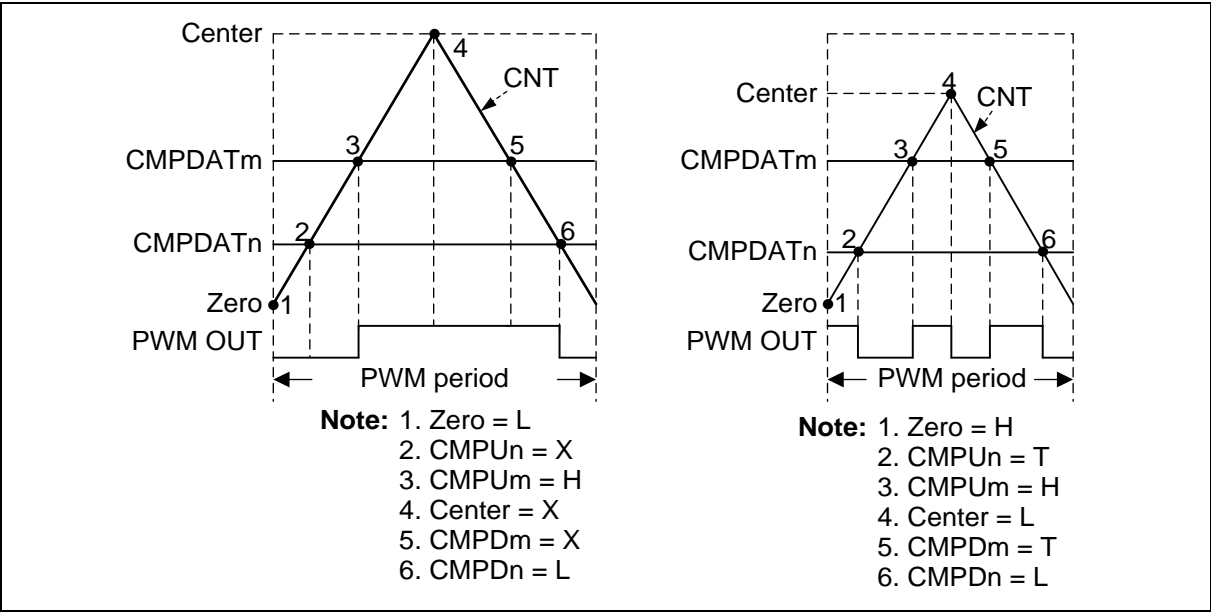 Center
4
CNT
3
5
CMPDATm
2
6
CMPDATn
Zero
1
PWM OUT
PWM period
Note: 1. Zero = L
2. CMPUn = X
3. CMPUm = H
4. Center = X
5. CMPDm = X
6. CMPDn = L
4
Center
CNT
3
5
CMPDATm
2
6
CMPDATn
Zero
1
PWM OUT
PWM period
Note: 1. Zero = H
2. CMPUn = T
3. CMPUm = H
4. Center = L
5. CMPDm = T
6. CMPDn = L